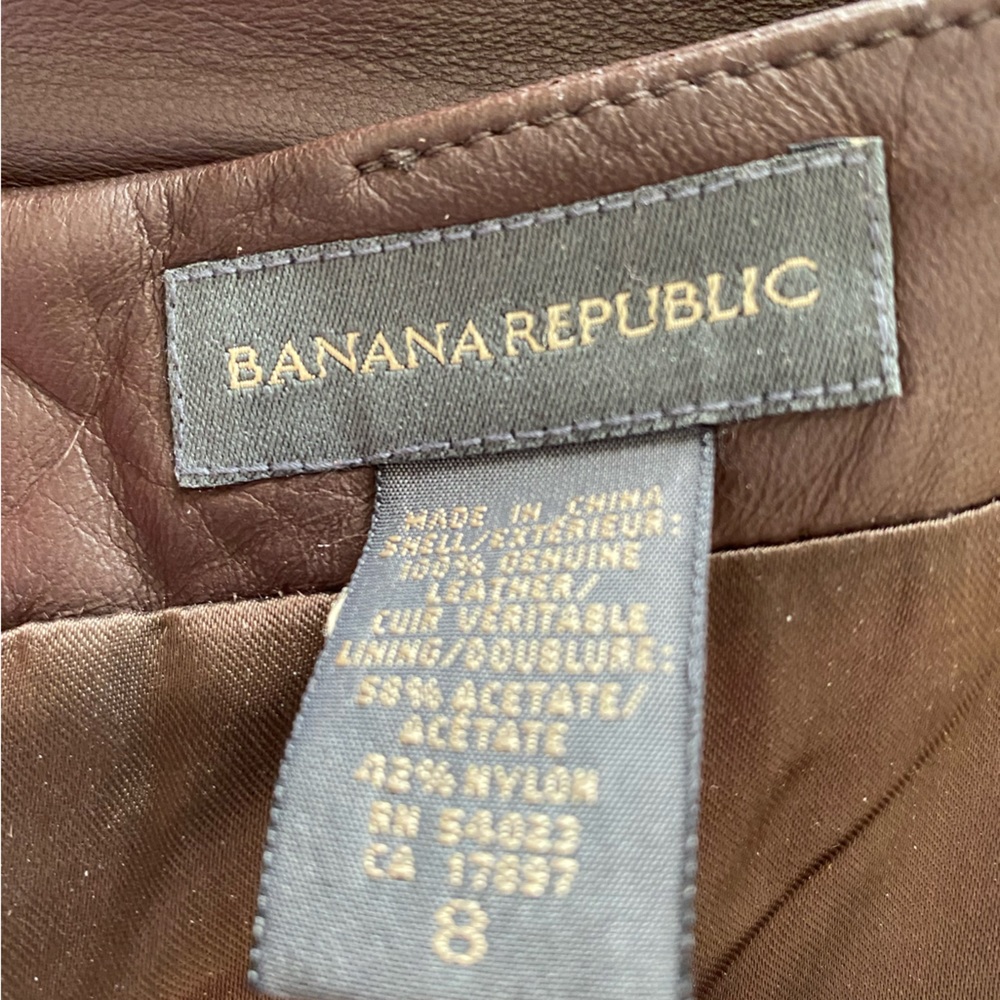 BANANA REPUBLIC
MADE IN CHINA
SHELL/EXTÉRIEUR:
100% GENUINE
LEATHER/
CUIR VÉRITABLE
LINING/DOUBLURE:
58% ACETATE/
ACÉTATE
42% NYLON
RN 54023
CA 17897
8